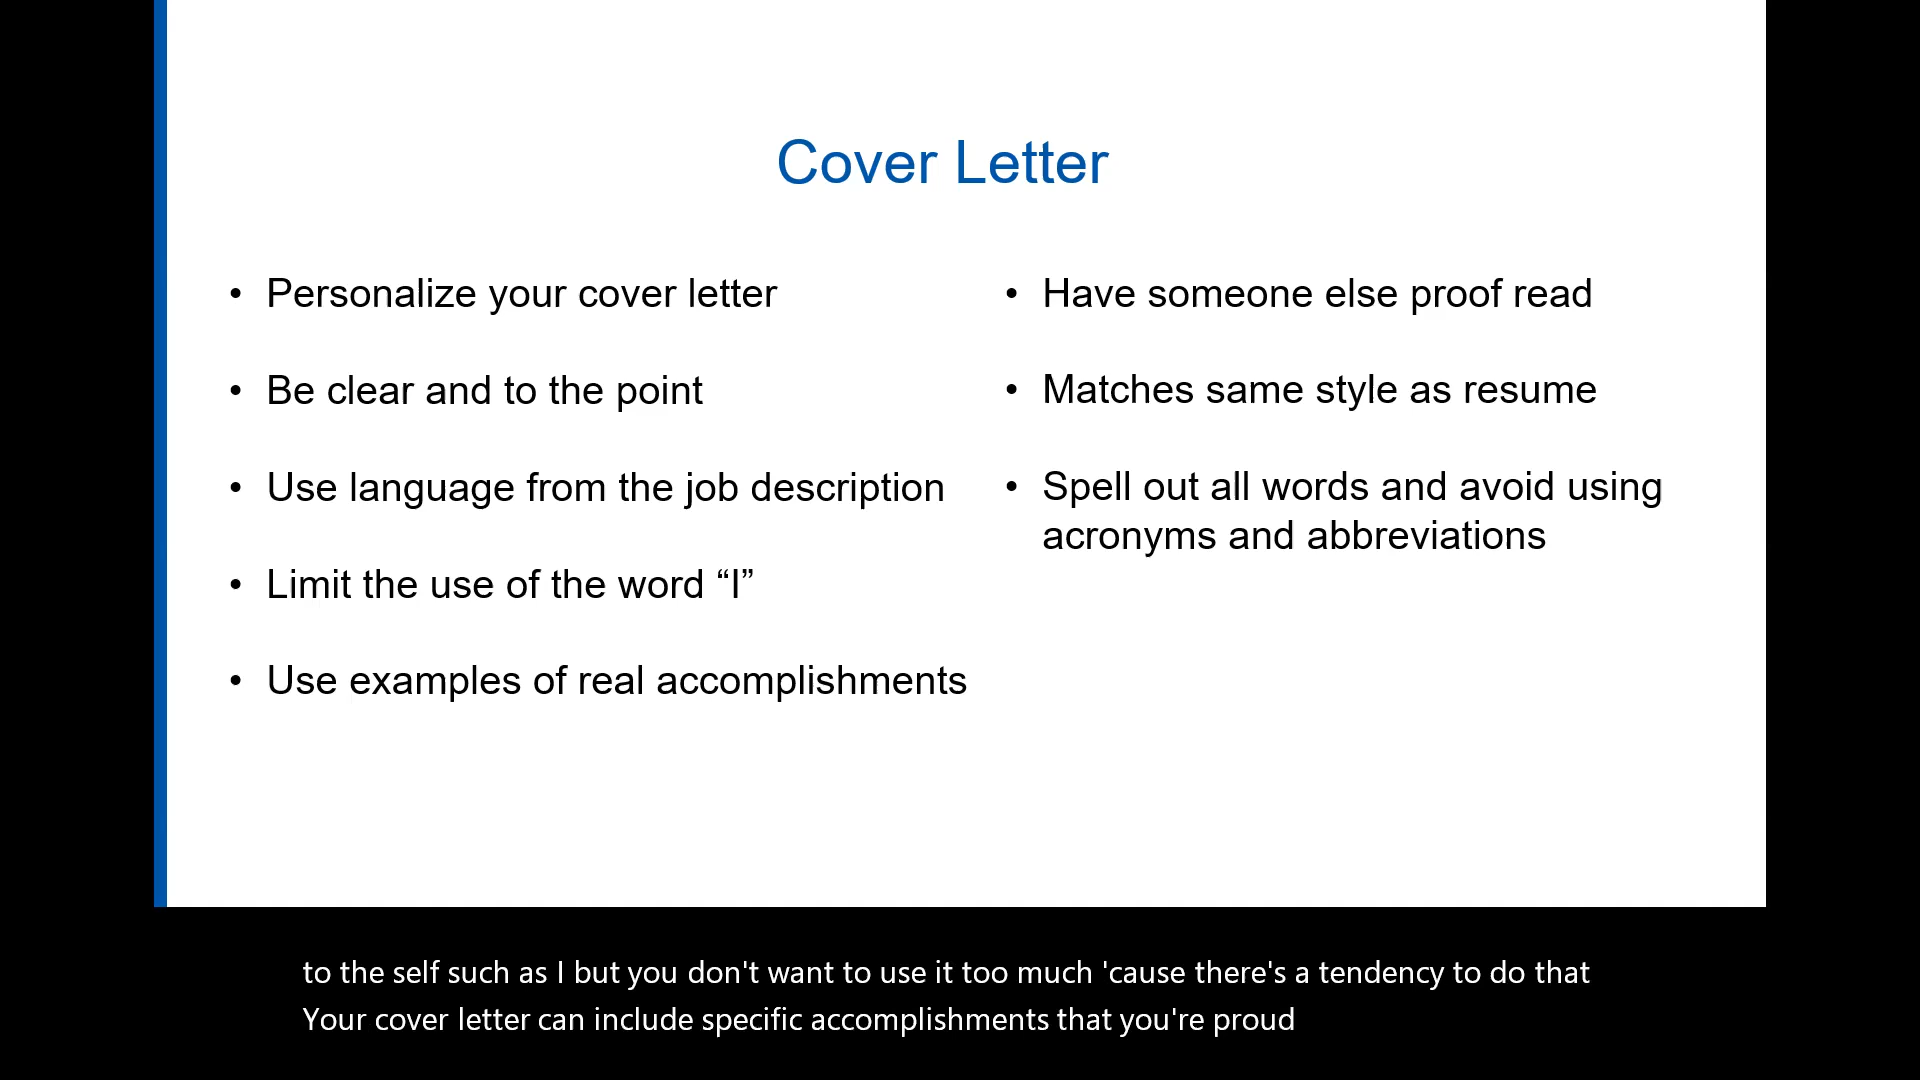 Cover Letter
• Personalize your cover letter
• Be clear and to the point
• Use language from the job description
• Limit the use of the word “I”
• Use examples of real accomplishments
• Have someone else proof read
• Matches same style as resume
• Spell out all words and avoid using
acronyms and abbreviations
to the self such as I but you don't want to use it too much 'cause there's a tendency to do that
Your cover letter can include specific accomplishments that you're proud